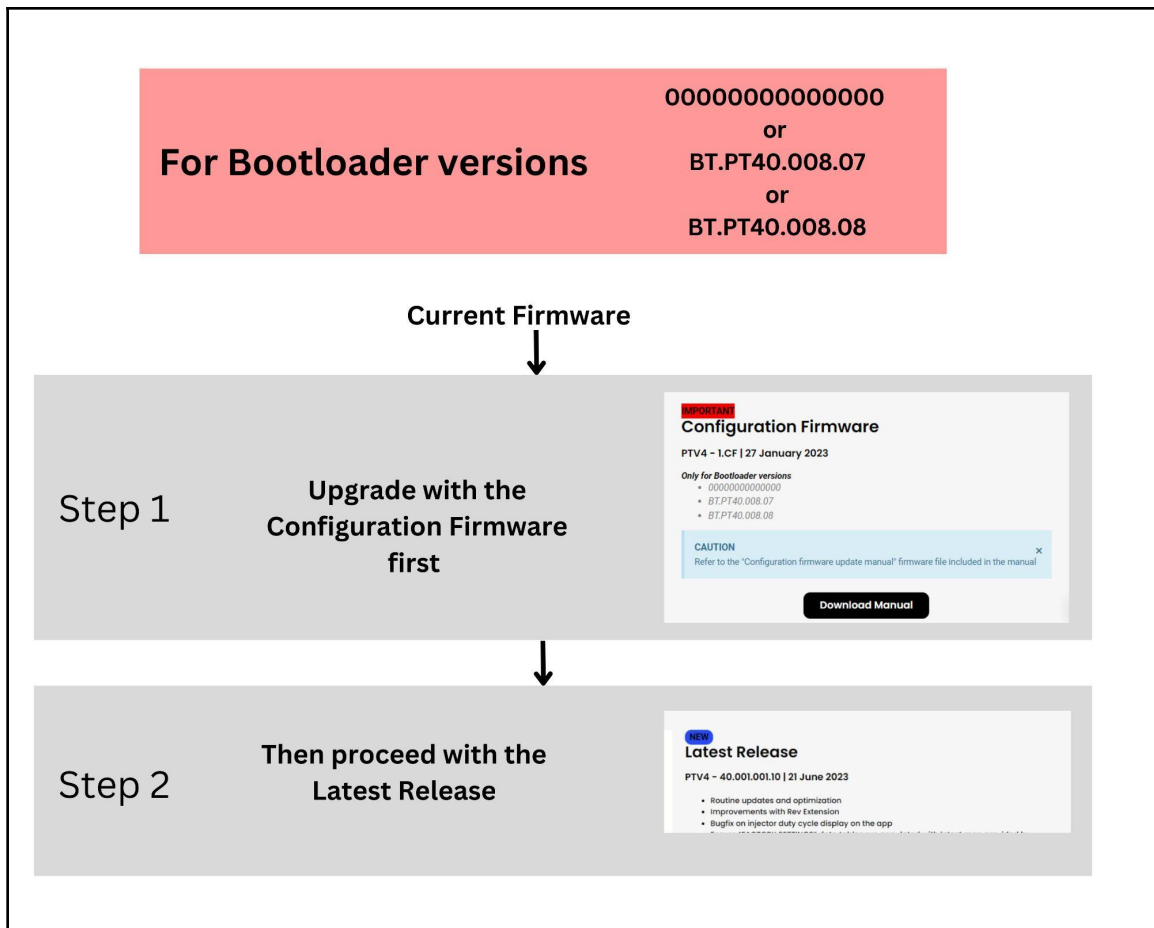 For Bootloader versions
00000000000000
or
BT.PT40.008.07
or
BT.PT40.008.08
Current Firmware
Step 1
Upgrade with the
Configuration Firmware
first
IMPORTANT
Configuration Firmware
PTV4 - 1.CF | 27 January 2023
Only for Bootloader versions
• 00000000000000
• BT.PT40.008.07
• BT.PT40.008.08
CAUTION
×
Refer to the "Configuration firmware update manual" firmware file included in the manual
Download Manual
Step 2
Then proceed with the
Latest Release
NEW
Latest Release
PTV4 - 40.001.001.10 | 21 June 2023
• Routine updates and optimization
• Improvements with Rev Extension
• Bugfix on injector duty cycle display on the app